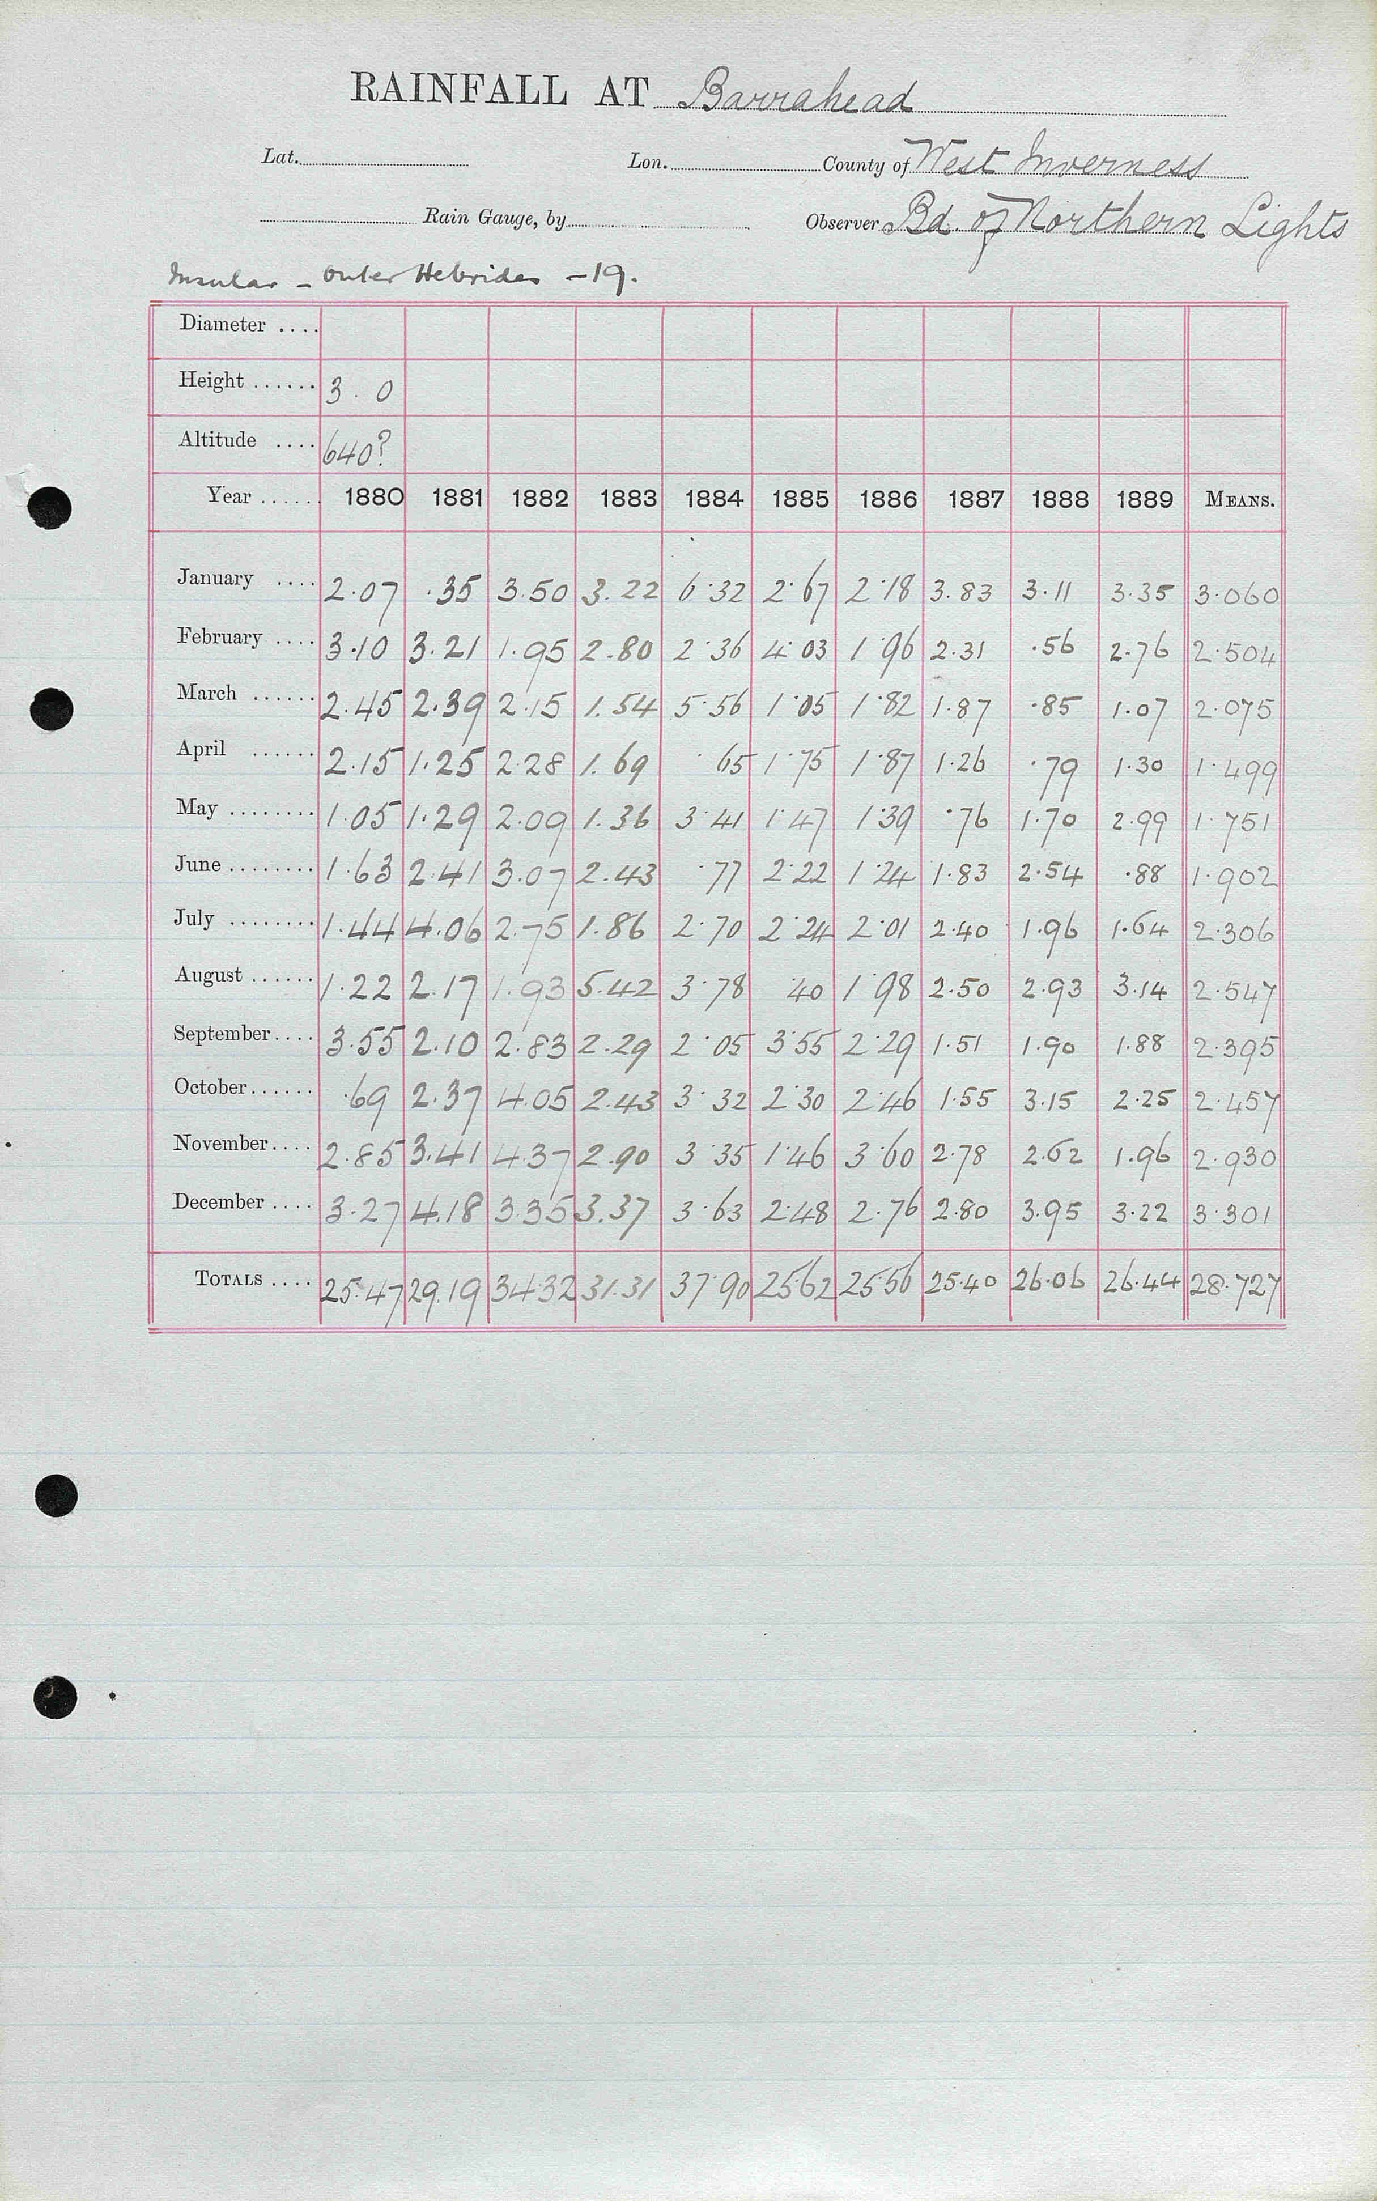 RAINFALL AT Barrahead
Lat. Lon. County of West Inverness
Rain Gauge, by Observer Bd. of Northern Lights
Insular – Outer Hebrides – 19.
Diameter ....
Height ...... 3. 0
Altitude .... 640?
Year ...... 1880 1881 1882 1883 1884 1885 1886 1887 1888 1889 MEANS.
January .... 2.07 .35 3.50 3.22 6.32 2.67 2.18 3.83 3.11 3.35 3.060
February .... 3.10 3.21 1.95 2.80 2.36 4.03 1.96 2.31 .56 2.76 2.504
March ...... 2.45 2.39 2.15 1.54 5.56 1.05 1.82 1.87 .85 1.07 2.075
April ...... 2.15 1.25 2.28 1.69 .65 1.75 1.87 1.26 .79 1.30 1.499
May ........ 1.05 1.29 2.09 1.36 3.41 1.47 1.39 .76 1.70 2.99 1.751
June ........ 1.63 2.41 3.07 2.43 .77 2.22 1.24 1.83 2.54 .88 1.902
July ........ 1.44 4.06 2.75 1.86 2.70 2.24 2.01 2.40 1.96 1.64 2.306
August ...... 1.22 2.17 1.93 5.42 3.78 40 1.98 2.50 2.93 3.14 2.547
September.... 3.55 2.10 2.83 2.29 2.05 3.55 2.29 1.51 1.90 1.88 2.395
October...... .69 2.37 4.05 2.43 3.32 2.30 2.46 1.55 3.15 2.25 2.457
November.... 2.85 3.41 4.37 2.90 3.35 1.46 3.60 2.78 2.62 1.96 2.930
December .... 3.27 4.18 3.35 3.37 3.63 2.48 2.76 2.80 3.95 3.22 3.301
TOTALS .... 25.47 29.19 34.32 31.31 37.90 25.62 25.56 25.40 26.06 26.44 28.727